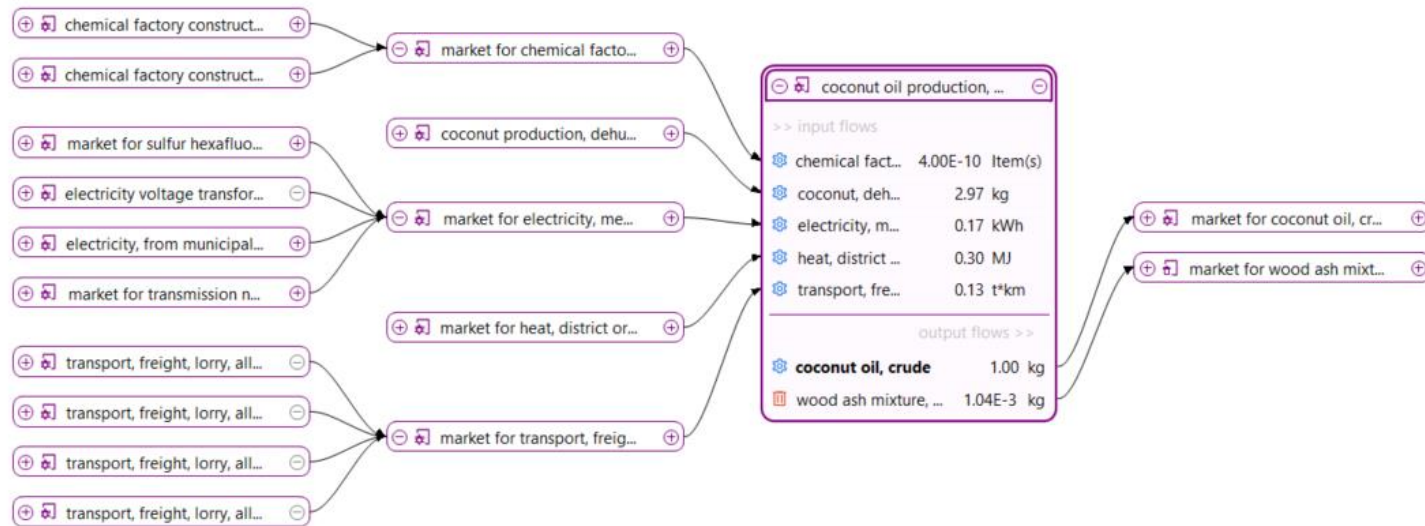 chemical factory construct...
chemical factory construct...
market for sulfur hexafluo...
electricity voltage transfor...
electricity, from municipal...
market for transmission n...
transport, freight, lorry, all...
transport, freight, lorry, all...
transport, freight, lorry, all...
transport, freight, lorry, all...
market for chemical facto...
coconut production, dehu...
market for electricity, me...
market for heat, district or...
market for transport, freig...
coconut oil production, ...
>> input flows
chemical fact... 4.00E-10 Item(s)
coconut, deh... 2.97 kg
electricity, m... 0.17 kWh
heat, district ... 0.30 MJ
transport, fre... 0.13 t*km
output flows >>
coconut oil, crude 1.00 kg
wood ash mixture, ... 1.04E-3 kg
market for coconut oil, cr...
market for wood ash mixt...